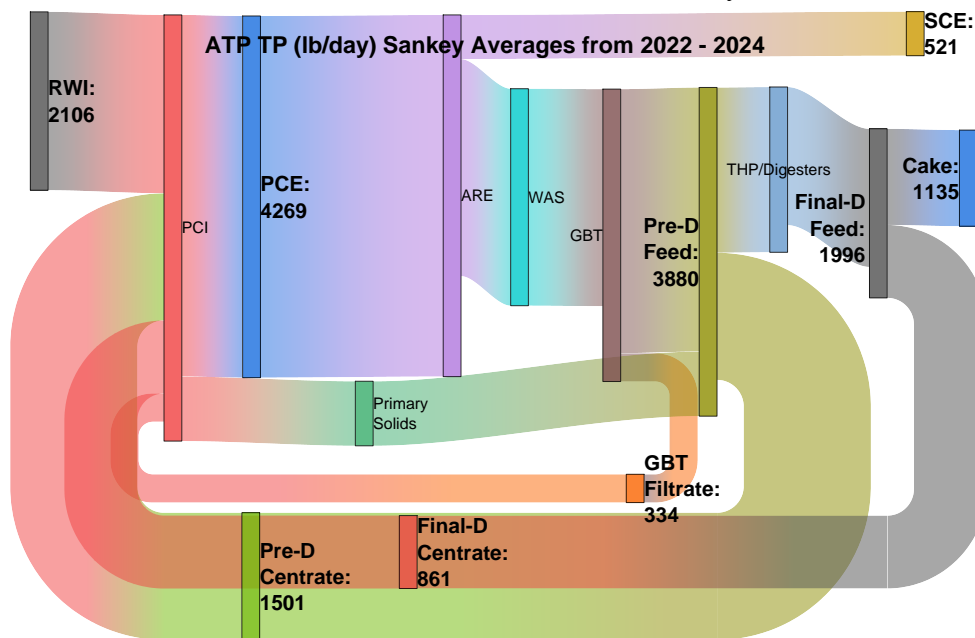 ATP TP (lb/day) Sankey Averages from 2022 - 2024
SCE:
521
RWI:
2106
PCI
PCE:
4269
ARE
WAS
GBT
Pre-D
Feed:
3880
THP/Digesters
Final-D
Feed:
1996
Cake:
1135
Primary
Solids
GBT
Filtrate:
334
Pre-D
Centrate:
1501
Final-D
Centrate:
861